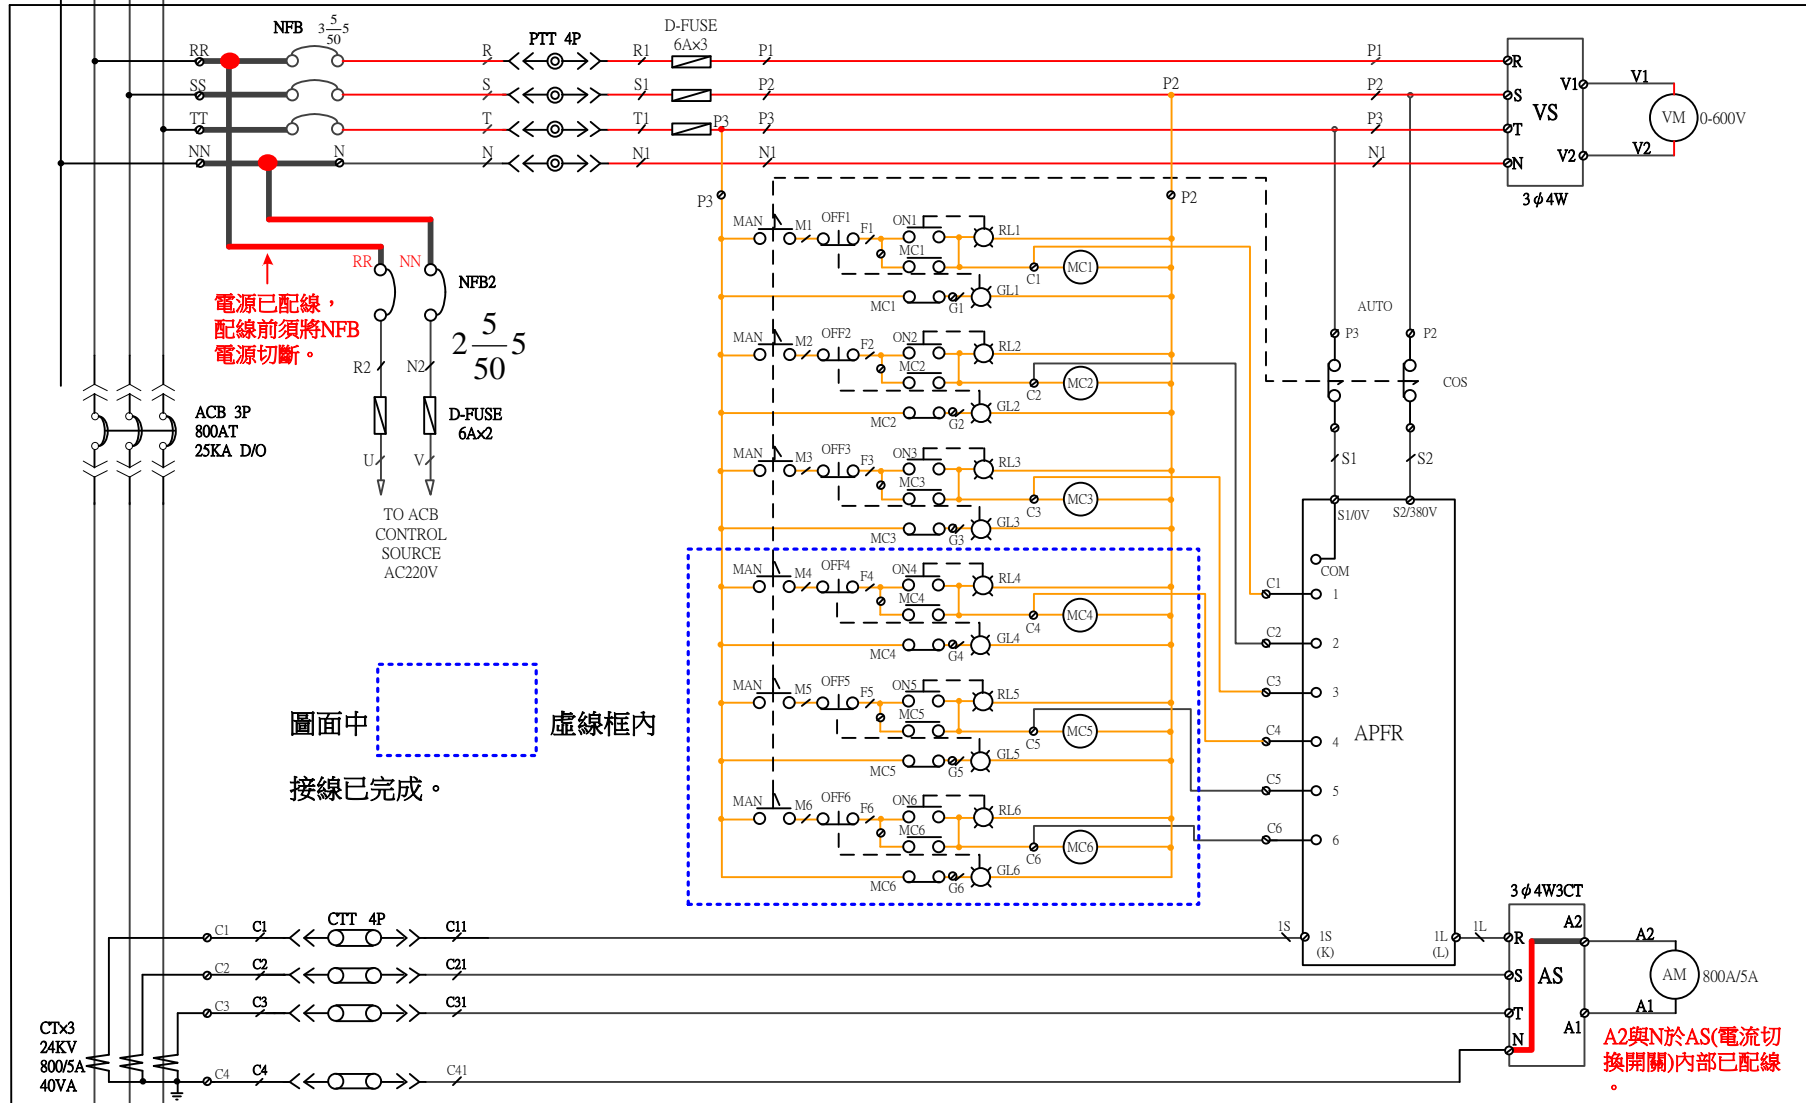 NFB 3 5/50 5
D-FUSE
6A×3
PTT 4P
RR R R1 P1 P1 R
SS S S1 P2 P2 P2 S
TT T T1 P3 P3 P3 T
NN N N N1 N1 N1 N
VS
V1 V1
V2 V2
VM 0-600V
3φ4W
P3 P2
RR NN
NFB2
2 5/50 5
電源已配線，
配線前須將NFB
電源切斷。
R2 N2
D-FUSE
6A×2
U V
TO ACB
CONTROL
SOURCE
AC220V
ACB 3P
800AT
25KA D/O
MAN M1 OFF1 F1 ON1 RL1
MC1 C1 MC1
MC1 G1 GL1
MAN M2 OFF2 F2 ON2 RL2
MC2 C2 MC2
MC2 G2 GL2
MAN M3 OFF3 F3 ON3 RL3
MC3 C3 MC3
MC3 G3 GL3
MAN M4 OFF4 F4 ON4 RL4
MC4 C4 MC4
MC4 G4 GL4
MAN M5 OFF5 F5 ON5 RL5
MC5 C5 MC5
MC5 G5 GL5
MAN M6 OFF6 F6 ON6 RL6
MC6 C6 MC6
MC6 G6 GL6
AUTO
P3 P2
COS
S1 S2
S1/0V S2/380V
COM
C1 1
C2 2
C3 3
C4 4
C5 5
C6 6
APFR
1S 1S
(K)
1L
(L)
1L
圖面中 虛線框內
接線已完成。
CTT 4P
C1 C1 C11
C2 C2 C21
C3 C3 C31
C4 C4 C41
CT×3
24KV
800/5A
40VA
3φ4W3CT
R
S
T
N
AS
A2 A2
A1 A1
AM 800A/5A
A2與N於AS(電流切
換開關)內部已配線
。